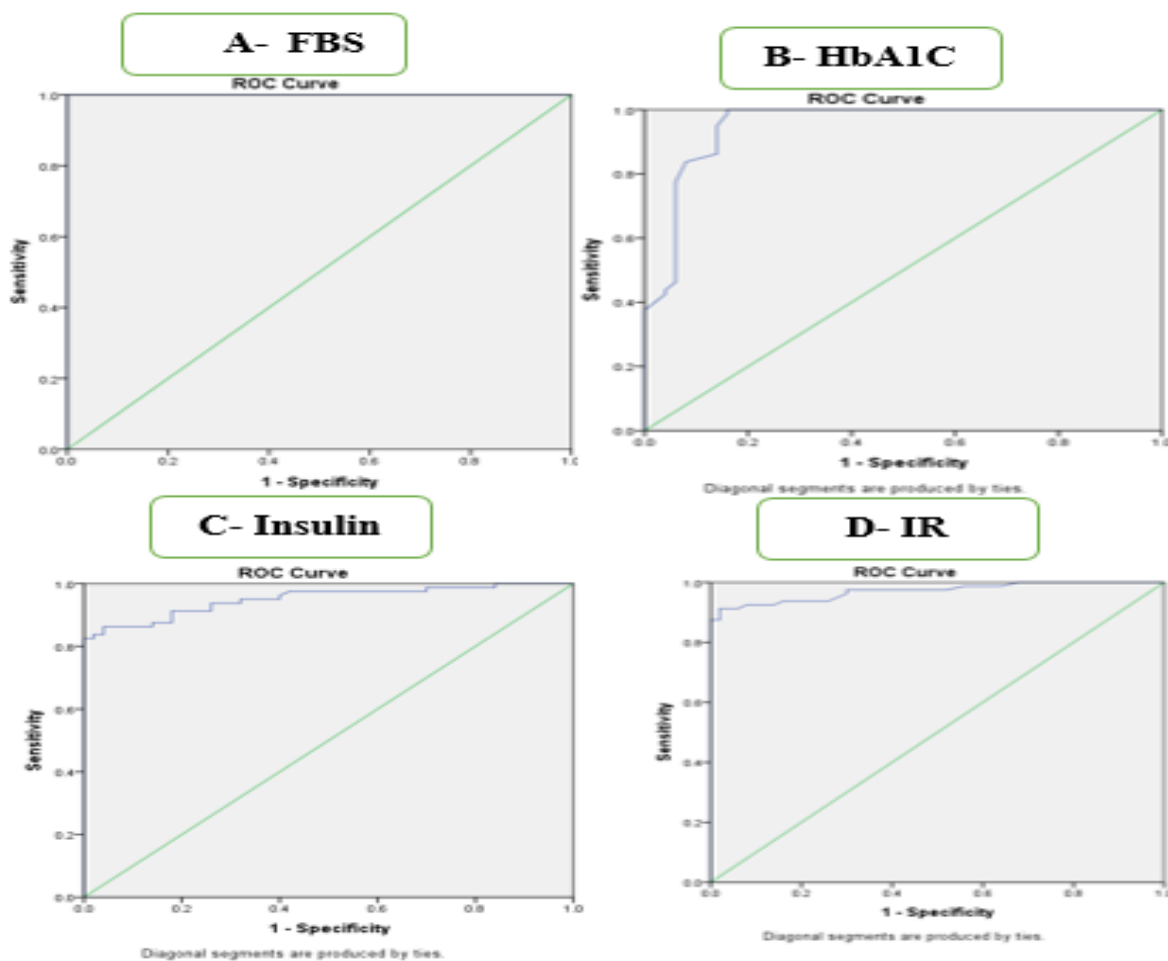 A- FBS
ROC Curve
1.0
0.8
0.6
0.4
0.2
0.0
Sensitivity
0.0 0.2 0.4 0.6 0.8 1.0
1 - Specificity
B- HbA1C
ROC Curve
1.0
0.8
0.6
0.4
0.2
0.0
Sensitivity
0.0 0.2 0.4 0.6 0.8 1.0
1 - Specificity
Diagonal segments are produced by ties.
C- Insulin
ROC Curve
1.0
0.8
0.6
0.4
0.2
0.0
Sensitivity
0.0 0.2 0.4 0.6 0.8 1.0
1 - Specificity
Diagonal segments are produced by ties.
D- IR
ROC Curve
1.0
0.8
0.6
0.4
0.2
0.0
Sensitivity
0.0 0.2 0.4 0.6 0.8 1.0
1 - Specificity
Diagonal segments are produced by ties.